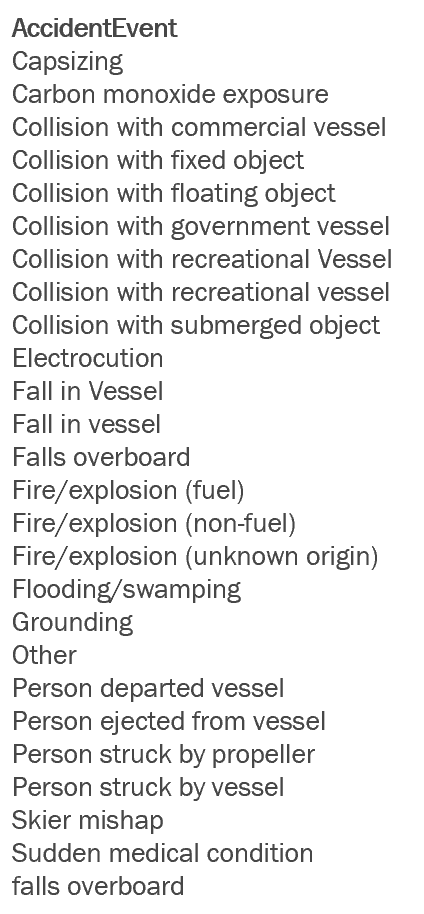 AccidentEvent
Capsizing
Carbon monoxide exposure
Collision with commercial vessel
Collision with fixed object
Collision with floating object
Collision with government vessel
Collision with recreational Vessel
Collision with recreational vessel
Collision with submerged object
Electrocution
Fall in Vessel
Fall in vessel
Falls overboard
Fire/explosion (fuel)
Fire/explosion (non-fuel)
Fire/explosion (unknown origin)
Flooding/swamping
Grounding
Other
Person departed vessel
Person ejected from vessel
Person struck by propeller
Person struck by vessel
Skier mishap
Sudden medical condition
falls overboard